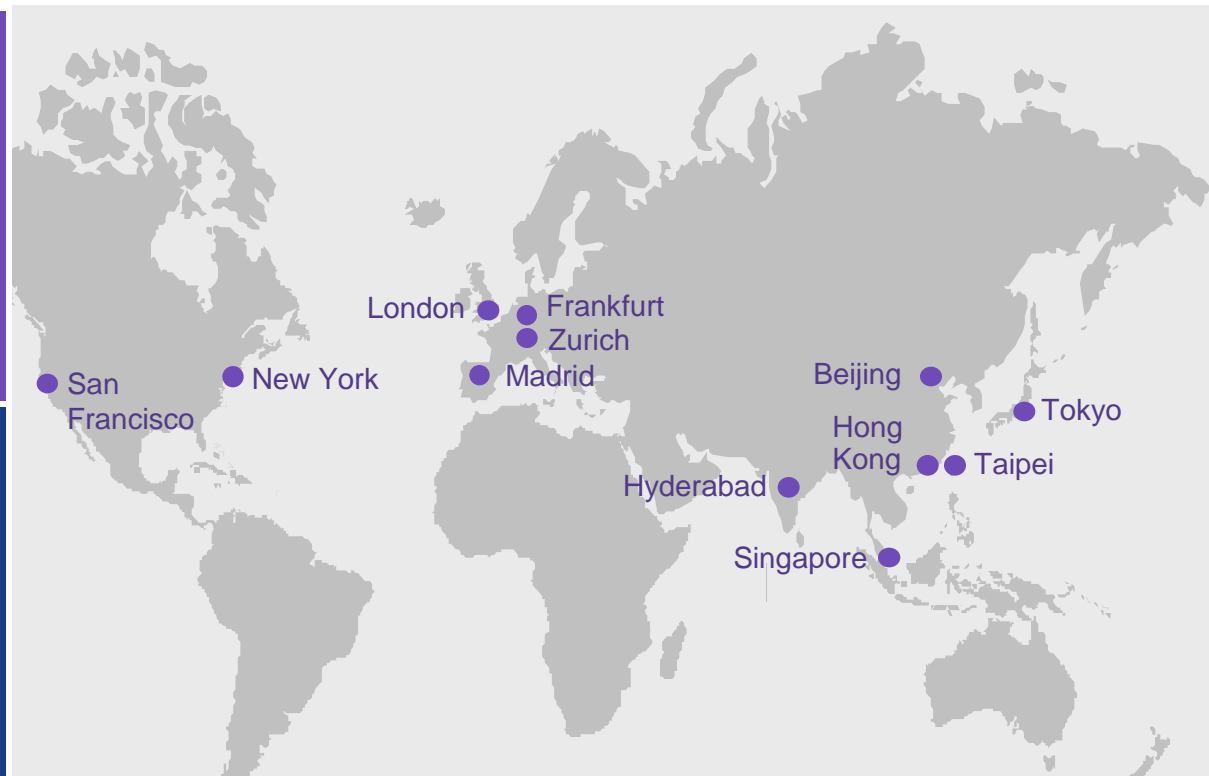 London
Frankfurt
Zurich
Madrid
San
Francisco
New York
Beijing
Tokyo
Hong
Kong
Taipei
Hyderabad
Singapore